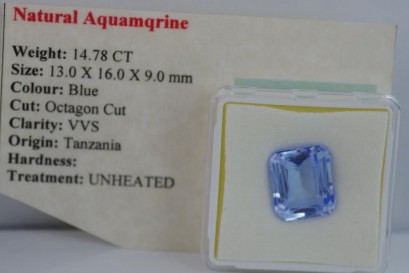 Natural Aquamqrine
Weight: 14.78 CT
Size: 13.0 X 16.0 X 9.0 mm
Colour: Blue
Cut: Octagon Cut
Clarity: VVS
Origin: Tanzania
Hardness:
Treatment: UNHEATED